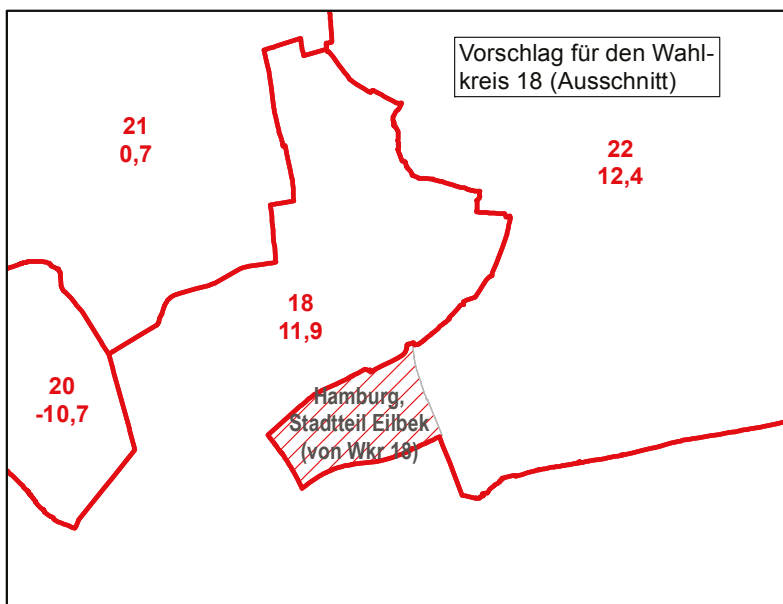 Vorschlag für den Wahl-
kreis 18 (Ausschnitt)
21
0,7
22
12,4
18
11,9
20
-10,7
Hamburg,
Stadtteil Eilbek
(von Wkr 18)